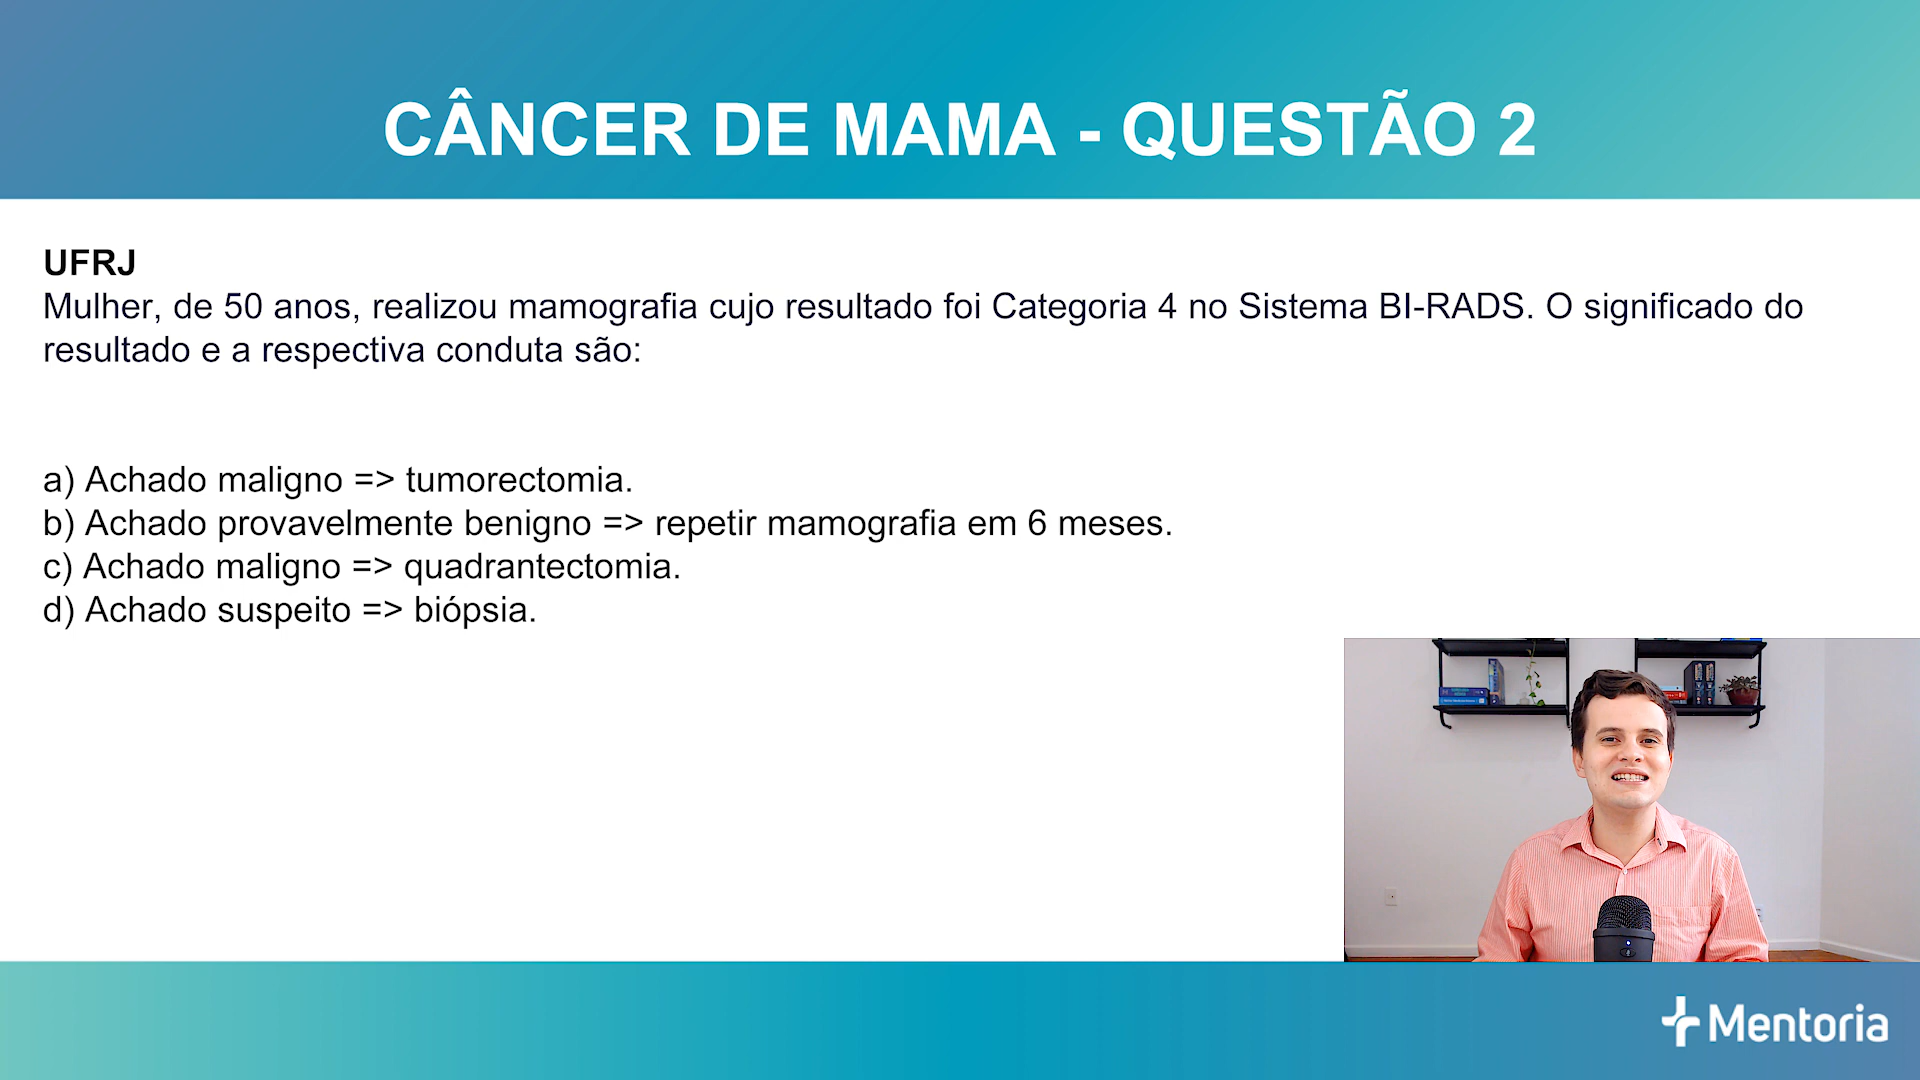 CÂNCER DE MAMA - QUESTÃO 2
UFRJ
Mulher, de 50 anos, realizou mamografia cujo resultado foi Categoria 4 no Sistema BI-RADS. O significado do
resultado e a respectiva conduta são:
a) Achado maligno => tumorectomia.
b) Achado provavelmente benigno => repetir mamografia em 6 meses.
c) Achado maligno => quadrantectomia.
d) Achado suspeito => biópsia.
Mentoria